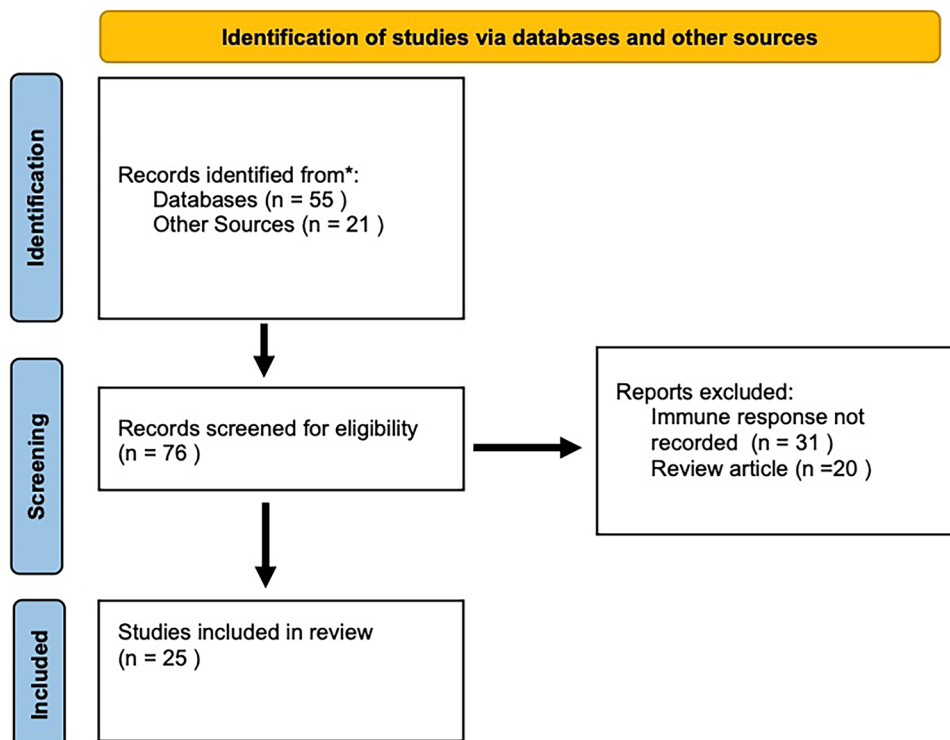 Identification of studies via databases and other sources
Identification
Records identified from*:
Databases (n = 55 )
Other Sources (n = 21 )
Screening
Records screened for eligibility
(n = 76 )
Reports excluded:
Immune response not
recorded (n = 31 )
Review article (n =20 )
Included
Studies included in review
(n = 25 )